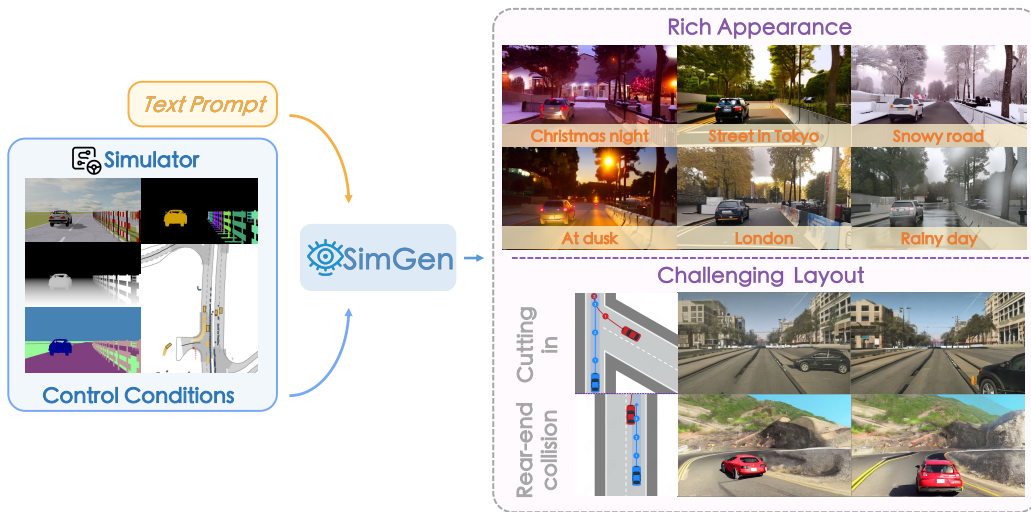 Text Prompt
Simulator
Control Conditions
SimGen
Rich Appearance
Christmas night
Street in Tokyo
Snowy road
At dusk
London
Rainy day
Challenging Layout
Cutting
in
Rear-end
collision